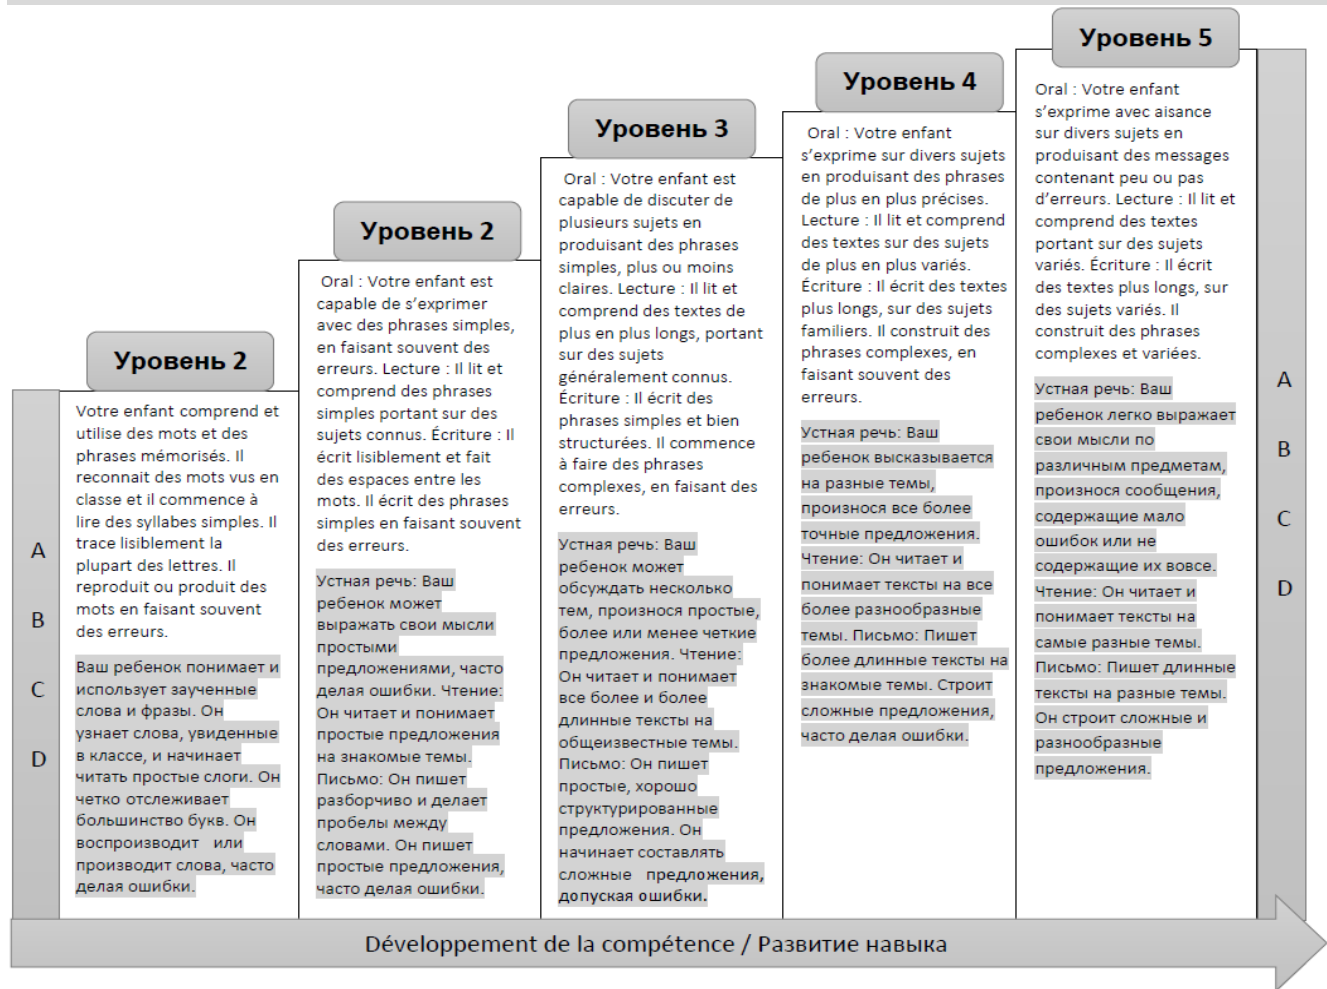 Уровень 2
Votre enfant comprend et
utilise des mots et des
phrases mémorisés. Il
reconnait des mots vus en
classe et il commence à
lire des syllabes simples. Il
trace lisiblement la
plupart des lettres. Il
reproduit ou produit des
mots en faisant souvent
des erreurs.
Ваш ребенок понимает и
использует заученные
слова и фразы. Он
узнает слова, увиденные
в классе, и начинает
читать простые слоги. Он
четко отслеживает
большинство букв. Он
воспроизводит или
производит слова, часто
делая ошибки.
Уровень 2
Oral : Votre enfant est
capable de s’exprimer
avec des phrases simples,
en faisant souvent des
erreurs. Lecture : Il lit et
comprend des phrases
simples portant sur des
sujets connus. Écriture : Il
écrit lisiblement et fait
des espaces entre les
mots. Il écrit des phrases
simples en faisant souvent
des erreurs.
Устная речь: Ваш
ребенок может
выражать свои мысли
простыми
предложениями, часто
делая ошибки. Чтение:
Он читает и понимает
простые предложения
на знакомые темы.
Письмо: Он пишет
разборчиво и делает
пробелы между
словами. Он пишет
простые предложения,
часто делая ошибки.
Уровень 3
Oral : Votre enfant est
capable de discuter de
plusieurs sujets en
produisant des phrases
simples, plus ou moins
claires. Lecture : Il lit et
comprend des textes de
plus en plus longs, portant
sur des sujets
généralement connus.
Écriture : Il écrit des
phrases simples et bien
structurées. Il commence
à faire des phrases
complexes, en faisant des
erreurs.
Устная речь: Ваш
ребенок может
обсуждать несколько
тем, произнося простые,
более или менее четкие
предложения. Чтение:
Он читает и понимает
все более и более
длинные тексты на
общеизвестные темы.
Письмо: Он пишет
простые, хорошо
структурированные
предложения. Он
начинает составлять
сложные предложения,
допуская ошибки.
Уровень 4
Oral : Votre enfant
s’exprime sur divers sujets
en produisant des phrases
de plus en plus précises.
Lecture : Il lit et comprend
des textes sur des sujets
de plus en plus variés.
Écriture : Il écrit des textes
plus longs, sur des sujets
familiers. Il construit des
phrases complexes, en
faisant souvent des
erreurs.
Устная речь: Ваш
ребенок высказывается
на разные темы,
произнося все более
точные предложения.
Чтение: Он читает и
понимает тексты на все
более разнообразные
темы. Письмо: Пишет
более длинные тексты на
знакомые темы. Строит
сложные предложения,
часто делая ошибки.
Уровень 5
Oral : Votre enfant
s’exprime avec aisance
sur divers sujets en
produisant des messages
contenant peu ou pas
d’erreurs. Lecture : Il lit et
comprend des textes
portant sur des sujets
variés. Écriture : Il écrit
des textes plus longs, sur
des sujets variés. Il
construit des phrases
complexes et variées.
Устная речь: Ваш
ребенок легко выражает
свои мысли по
различным предметам,
произнося сообщения,
содержащие мало
ошибок или не
содержащие их вовсе.
Чтение: Он читает и
понимает тексты на
самые разные темы.
Письмо: Пишет длинные
тексты на разные темы.
Он строит сложные и
разнообразные
предложения.
A
B
C
D
A
B
C
D
Développement de la compétence / Развитие навыка